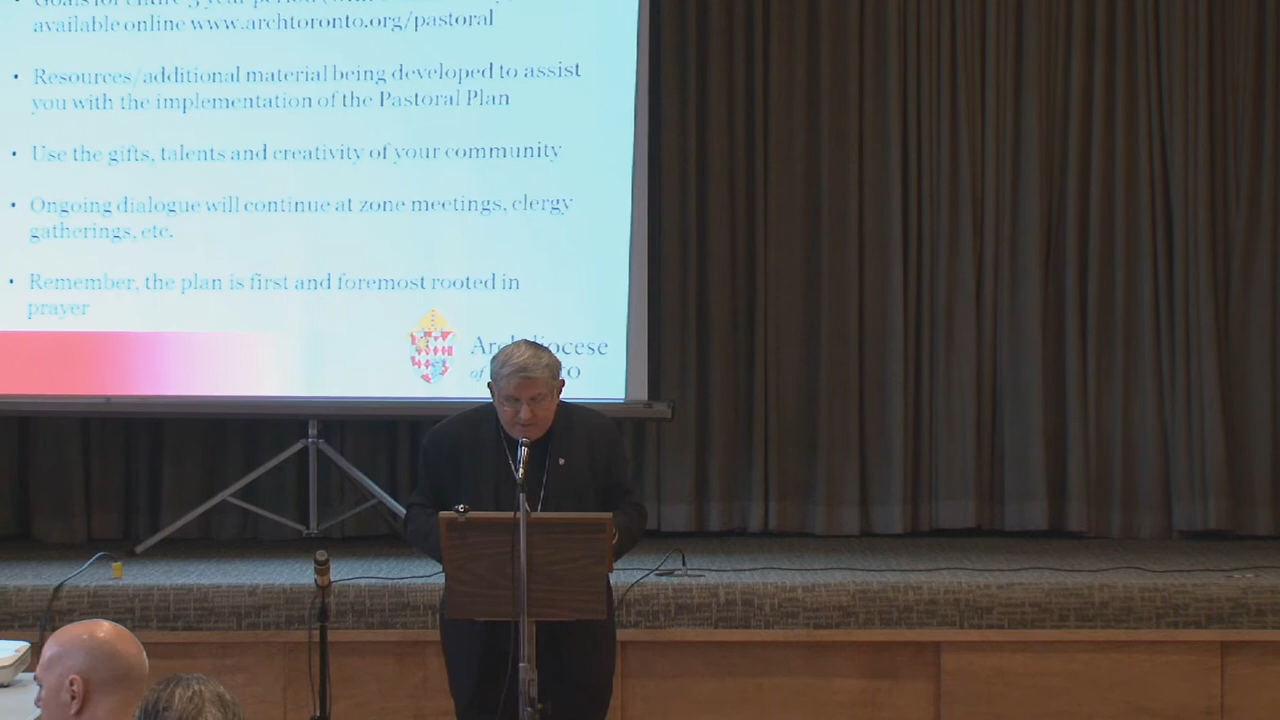 available online www.archtoronto.org/pastoral
Resources/additional material being developed to assist
you with the implementation of the Pastoral Plan
Use the gifts, talents and creativity of your community
Ongoing dialogue will continue at zone meetings, clergy
gatherings, etc.
Remember, the plan is first and foremost rooted in
prayer
of